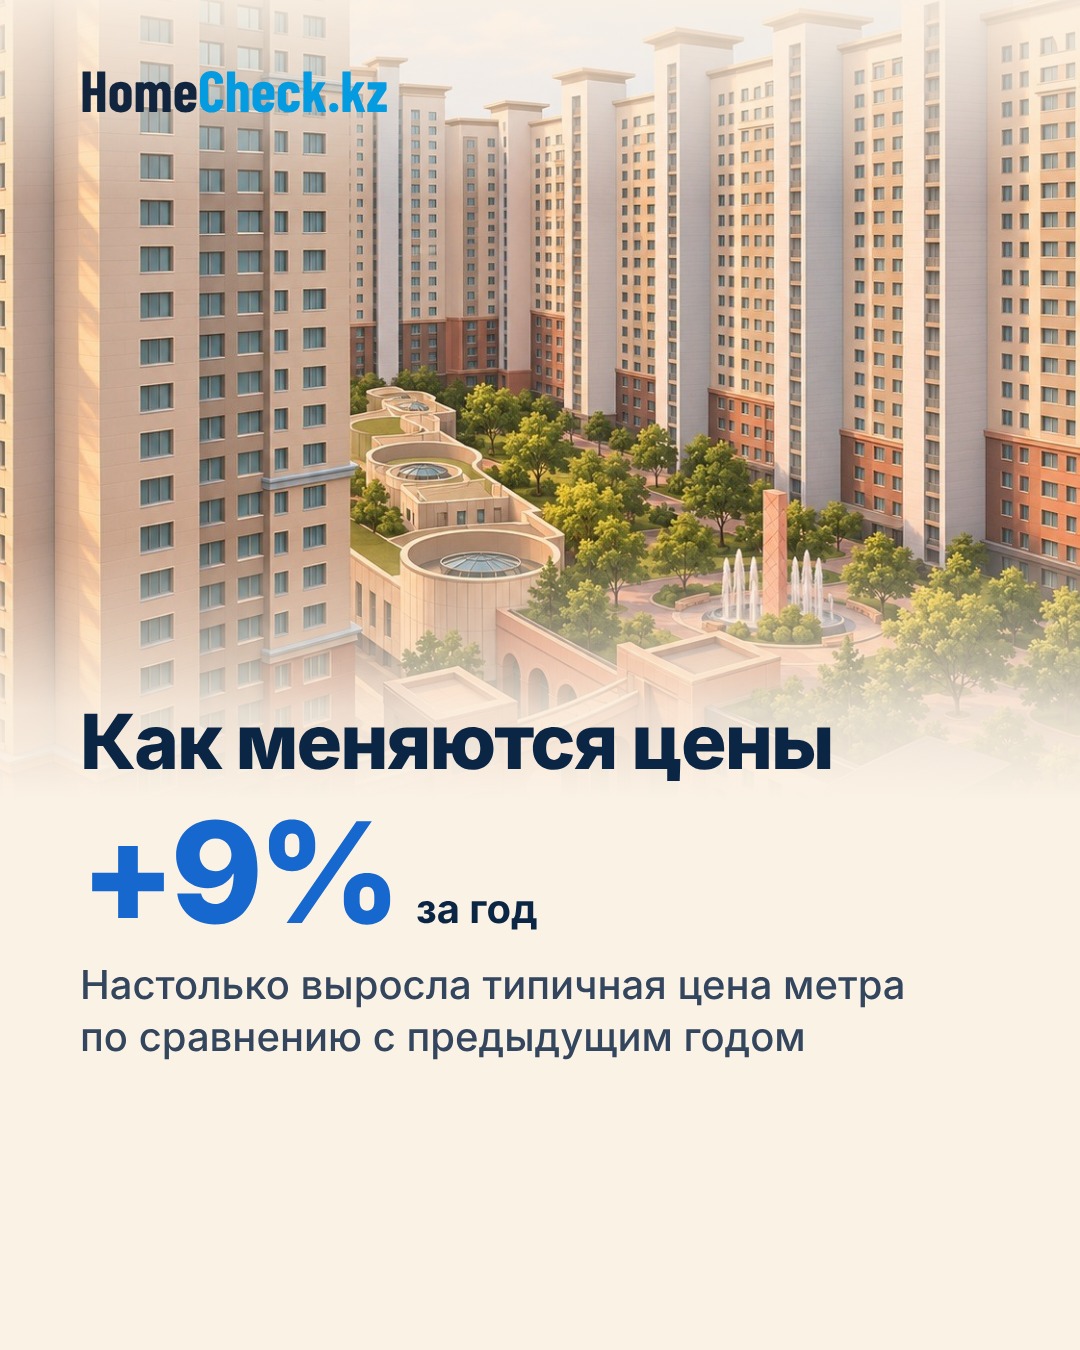 HomeCheck.kz
Как меняются цены
+9% за год
Настолько выросла типичная цена метра
по сравнению с предыдущим годом